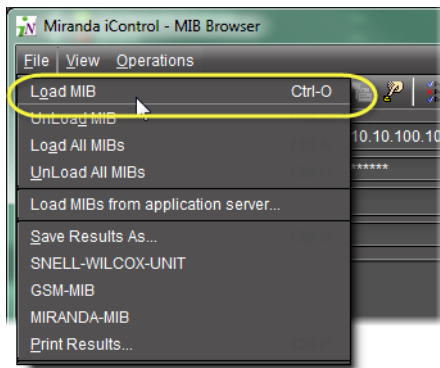 Miranda iControl - MIB Browser
File View Operations
Load MIB Ctrl-O
UnLoad MIB
10.10.100.10
Load All MIBs
******
UnLoad All MIBs
Load MIBs from application server...
Save Results As...
SNELL-WILCOX-UNIT
GSM-MIB
MIRANDA-MIB
Print Results...